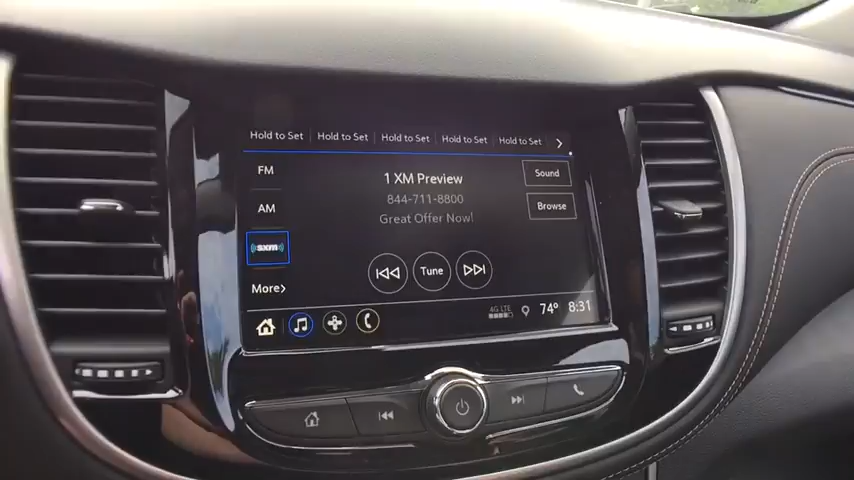 Hold to Set Hold to Set Hold to Set Hold to Set Hold to Set
FM
1 XM Preview
Sound
844-711-8800
AM
Browse
Great Offer Now!
sxm
Tune
More
4G LTE
74° 8:31